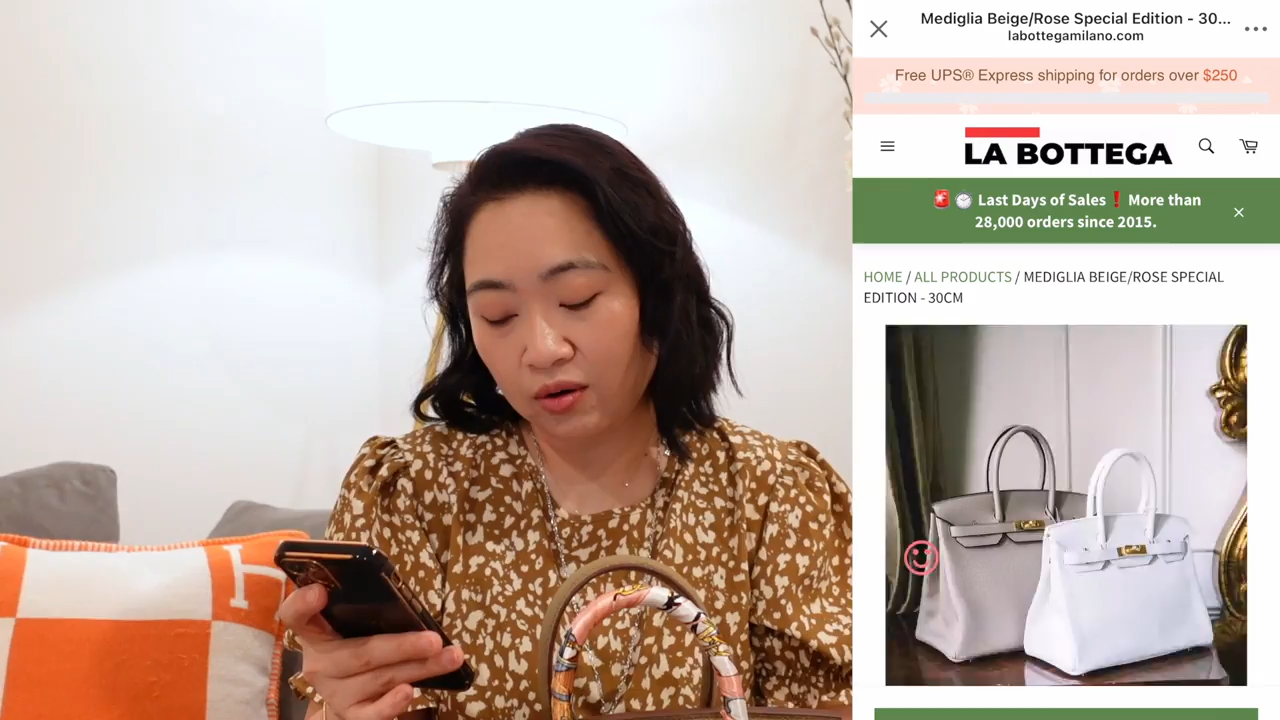 Mediglia Beige/Rose Special Edition - 30...
labottegamilano.com
Free UPS® Express shipping for orders over $250
LA BOTTEGA
🚨 ⏱️ Last Days of Sales❗More than
28,000 orders since 2015.
HOME / ALL PRODUCTS / MEDIGLIA BEIGE/ROSE SPECIAL
EDITION - 30CM
H